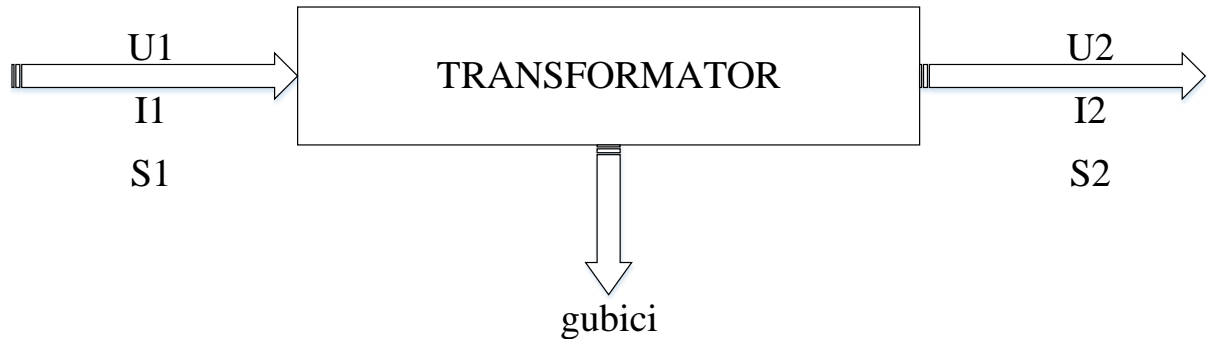 U1
I1
S1
TRANSFORMATOR
U2
I2
S2
gubici